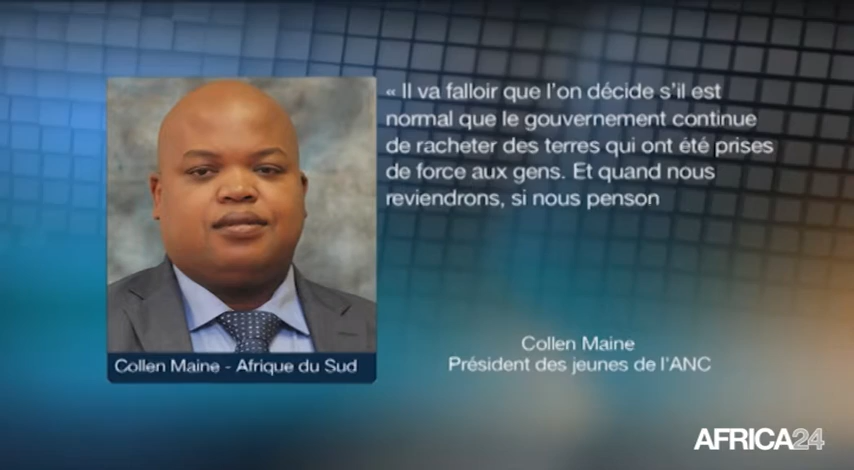 « Il va falloir que l'on décide s'il est
normal que le gouvernement continue
de racheter des terres qui ont été prises
de force aux gens. Et quand nous
reviendrons, si nous penson
Collen Maine - Afrique du Sud
Collen Maine
Président des jeunes de l'ANC
AFRICA24